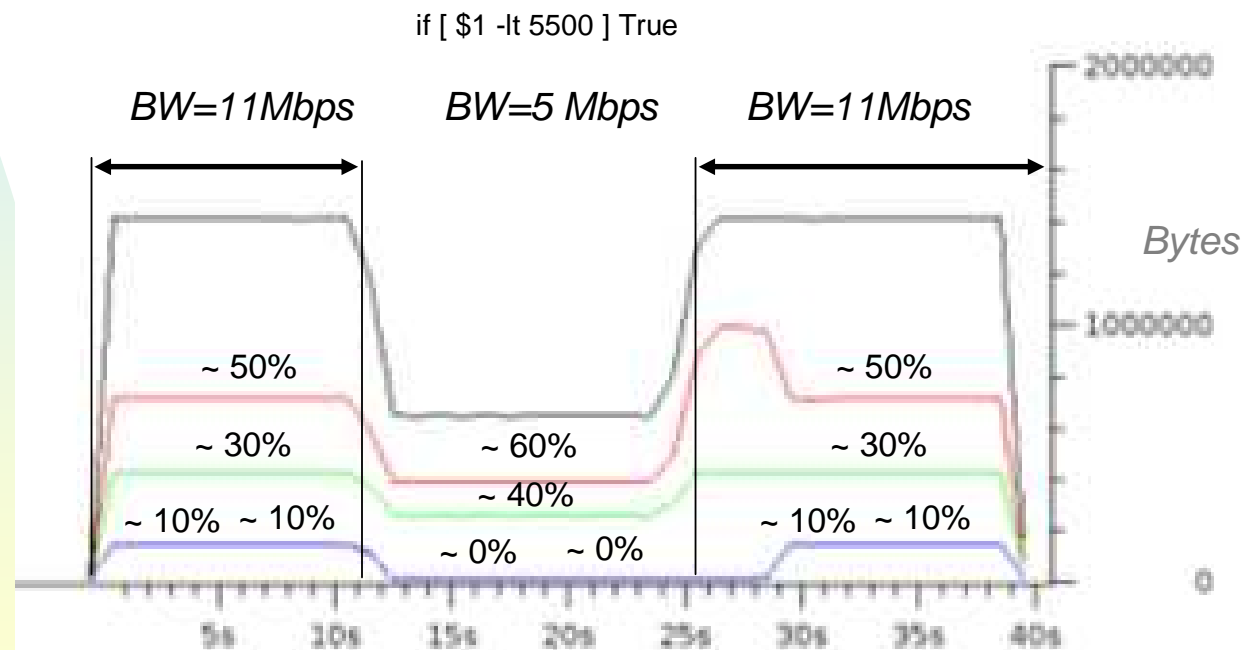 if [ $1 -lt 5500 ] True
2000000
BW=11Mbps BW=5 Mbps BW=11Mbps
Bytes
1000000
~ 50% ~ 50%
~ 30% ~ 60% ~ 30%
~ 40%
~ 10% ~ 10% ~ 10% ~ 10%
~ 0% ~ 0%
0
5s 10s 15s 20s 25s 30s 35s 40s